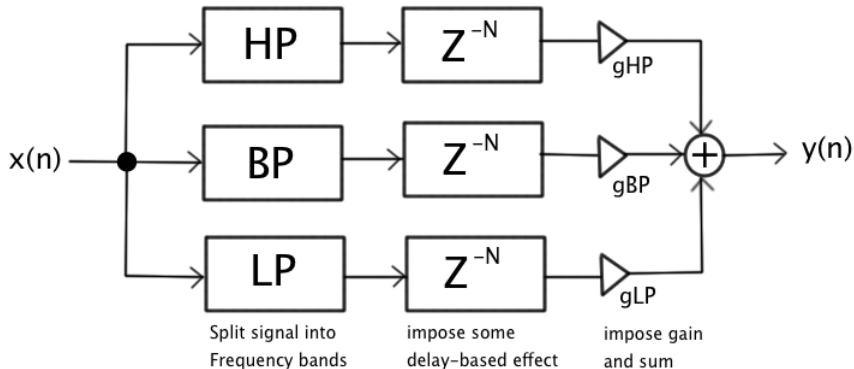 HP
Z^-N
gHP
x(n)
BP
Z^-N
gBP
+
y(n)
LP
Z^-N
gLP
Split signal into
Frequency bands
impose some
delay-based effect
impose gain
and sum